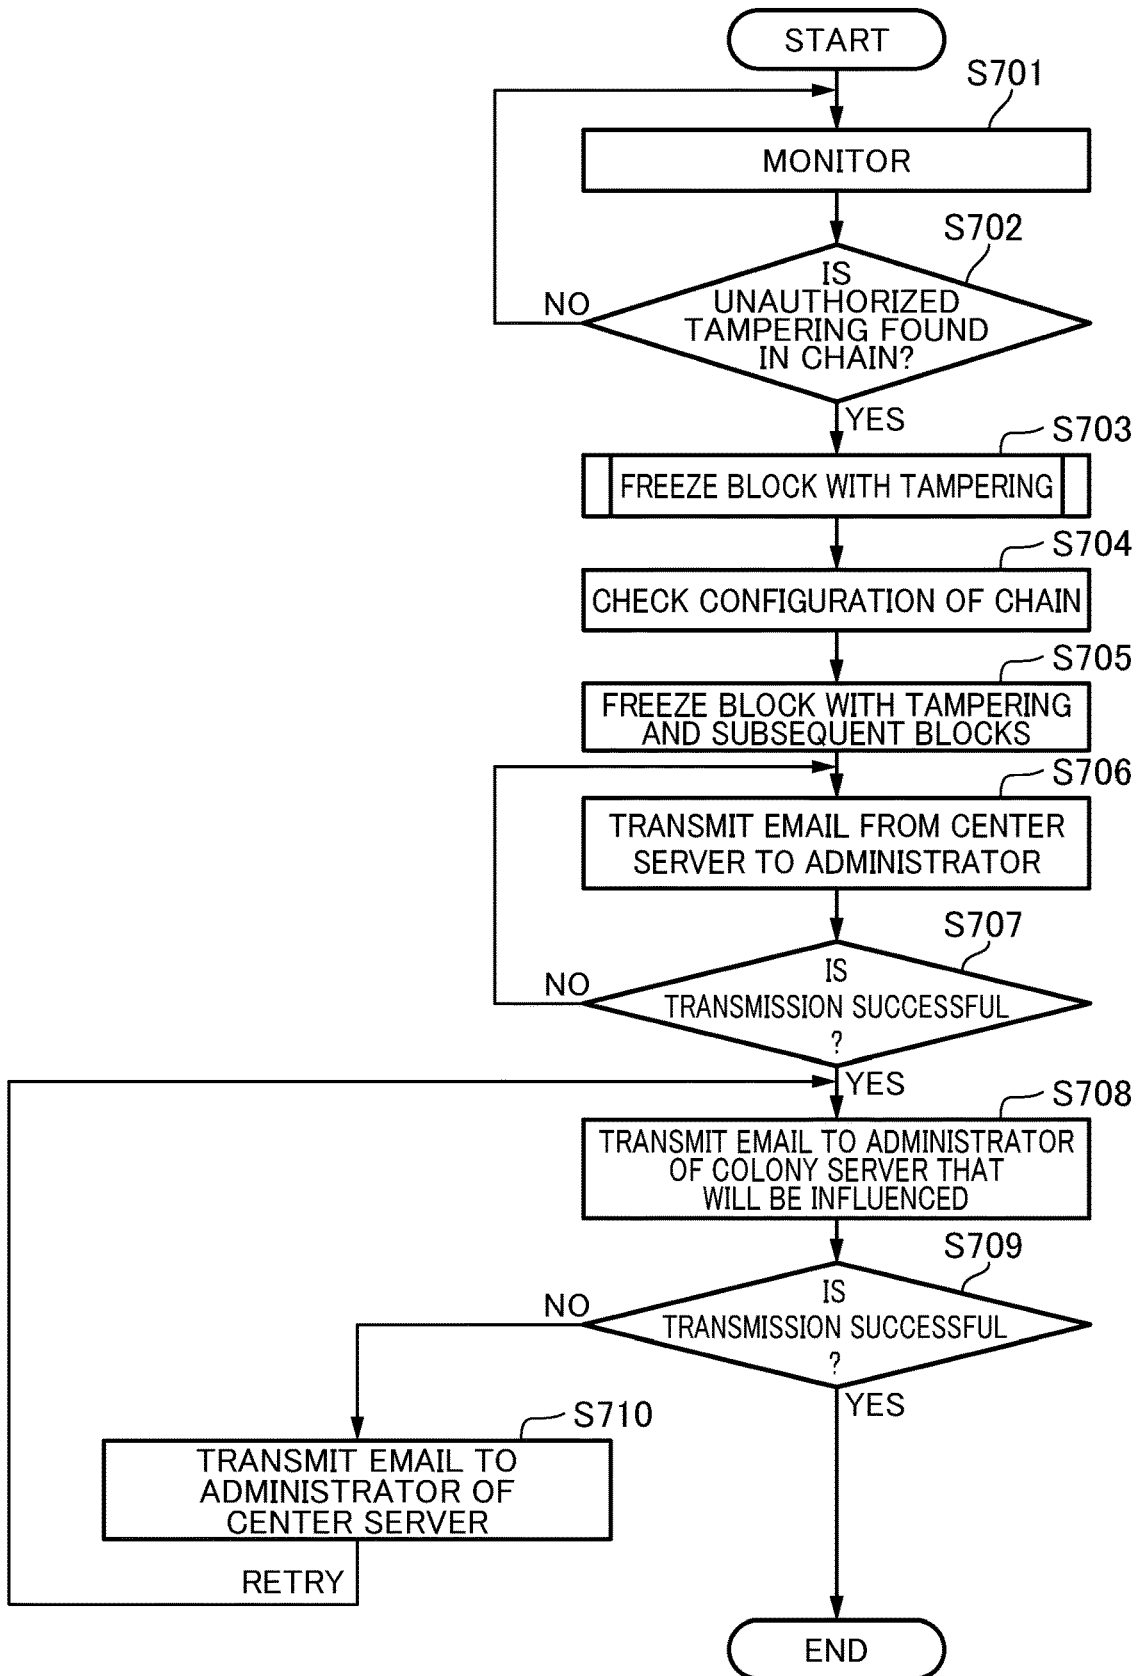 START
S701
MONITOR
S702
IS
UNAUTHORIZED
TAMPERING FOUND
IN CHAIN?
NO
YES
S703
FREEZE BLOCK WITH TAMPERING
S704
CHECK CONFIGURATION OF CHAIN
S705
FREEZE BLOCK WITH TAMPERING
AND SUBSEQUENT BLOCKS
S706
TRANSMIT EMAIL FROM CENTER
SERVER TO ADMINISTRATOR
S707
IS
TRANSMISSION SUCCESSFUL
?
NO
YES
S708
TRANSMIT EMAIL TO ADMINISTRATOR
OF COLONY SERVER THAT
WILL BE INFLUENCED
S709
IS
TRANSMISSION SUCCESSFUL
?
NO
YES
S710
TRANSMIT EMAIL TO
ADMINISTRATOR OF
CENTER SERVER
RETRY
END